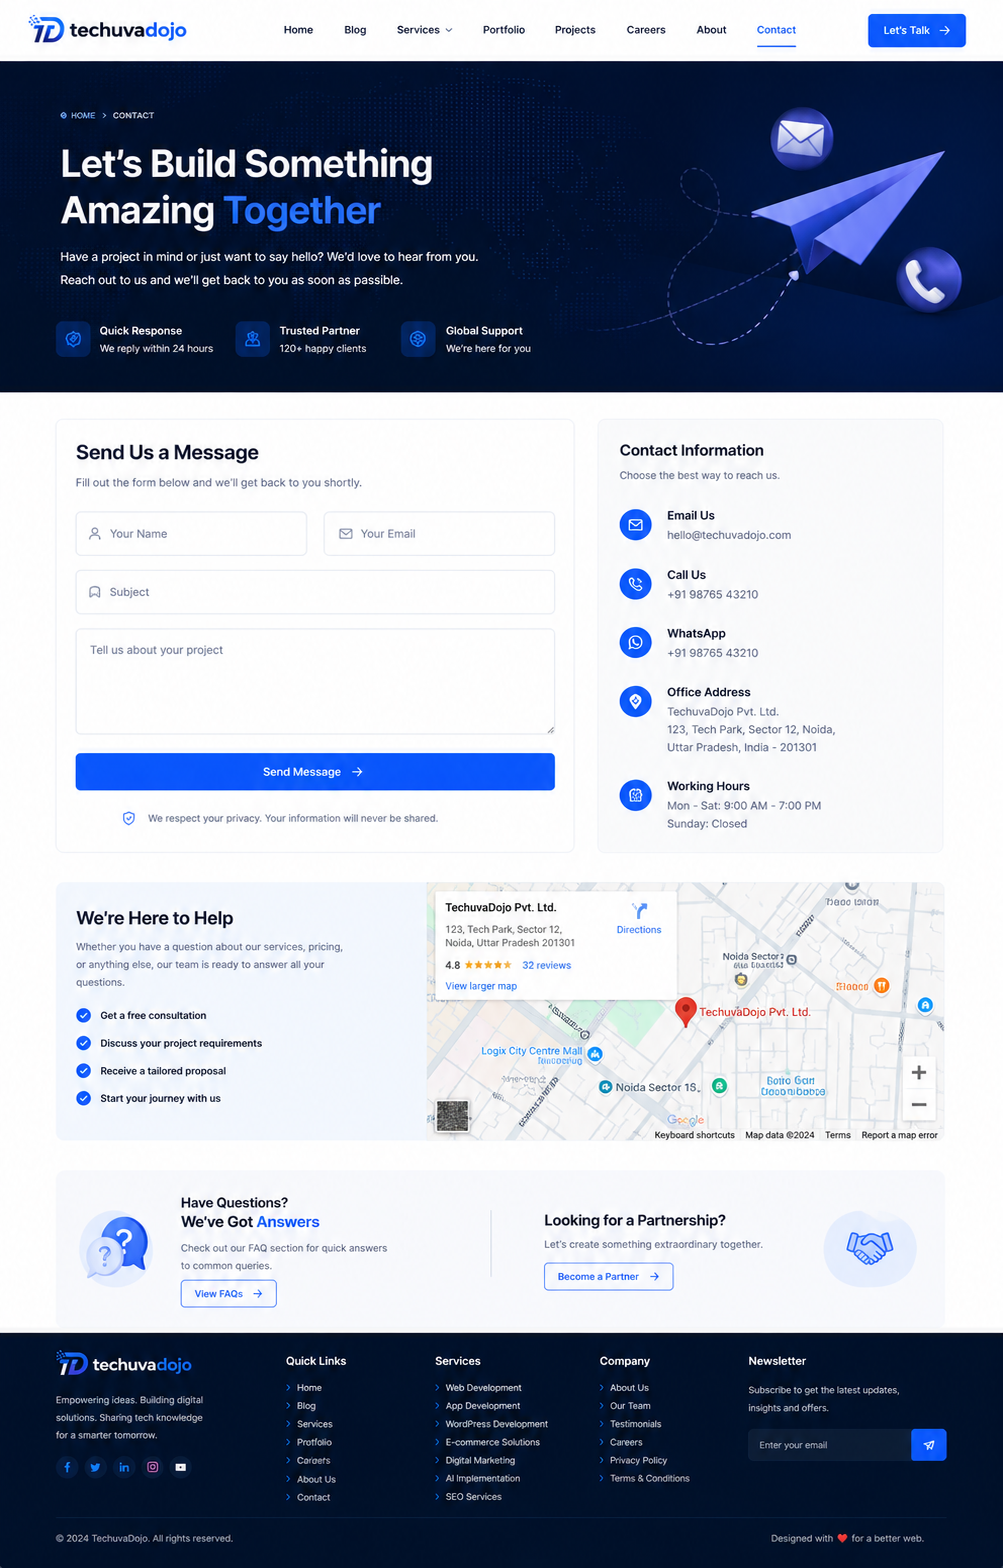 techuvadojo
Home Blog Services Portfolio Projects Careers About Contact
Let's Talk
HOME > CONTACT
Let's Build Something
Amazing Together
Have a project in mind or just want to say hello? We'd love to hear from you.
Reach out to us and we'll get back to you as soon as passible.
Quick Response
We reply within 24 hours
Trusted Partner
120+ happy clients
Global Support
We're here for you
Send Us a Message
Fill out the form below and we'll get back to you shortly.
Your Name
Your Email
Subject
Tell us about your project
Send Message
We respect your privacy. Your information will never be shared.
Contact Information
Choose the best way to reach us.
Email Us
hello@techuvadojo.com
Call Us
+91 98765 43210
WhatsApp
+91 98765 43210
Office Address
TechuvaDojo Pvt. Ltd.
123, Tech Park, Sector 12, Noida,
Uttar Pradesh, India - 201301
Working Hours
Mon - Sat: 9:00 AM - 7:00 PM
Sunday: Closed
We're Here to Help
Whether you have a question about our services, pricing,
or anything else, our team is ready to answer all your
questions.
Get a free consultation
Discuss your project requirements
Receive a tailored proposal
Start your journey with us
TechuvaDojo Pvt. Ltd.
123, Tech Park, Sector 12,
Noida, Uttar Pradesh 201301
Directions
4.8 32 reviews
View larger map
Noida Sector
TechuvaDojo Pvt. Ltd.
Logix City Centre Mall
Noida Sector
Google
Keyboard shortcuts Map data ©2024 Terms Report a map error
Have Questions?
We've Got Answers
Check out our FAQ section for quick answers
to common queries.
View FAQs
Looking for a Partnership?
Let's create something extraordinary together.
Become a Partner
techuvadojo
Empowering ideas. Building digital
solutions. Sharing tech knowledge
for a smarter tomorrow.
Quick Links
Home
Blog
Services
Protfolio
Careers
About Us
Contact
Services
Web Development
App Development
WordPress Development
E-commerce Solutions
Digital Marketing
AI Implementation
SEO Services
Company
About Us
Our Team
Testimonials
Careers
Privacy Policy
Terms & Conditions
Newsletter
Subscribe to get the latest updates,
insights and offers.
Enter your email
© 2024 TechuvaDojo. All rights reserved.
Designed with ❤ for a better web.